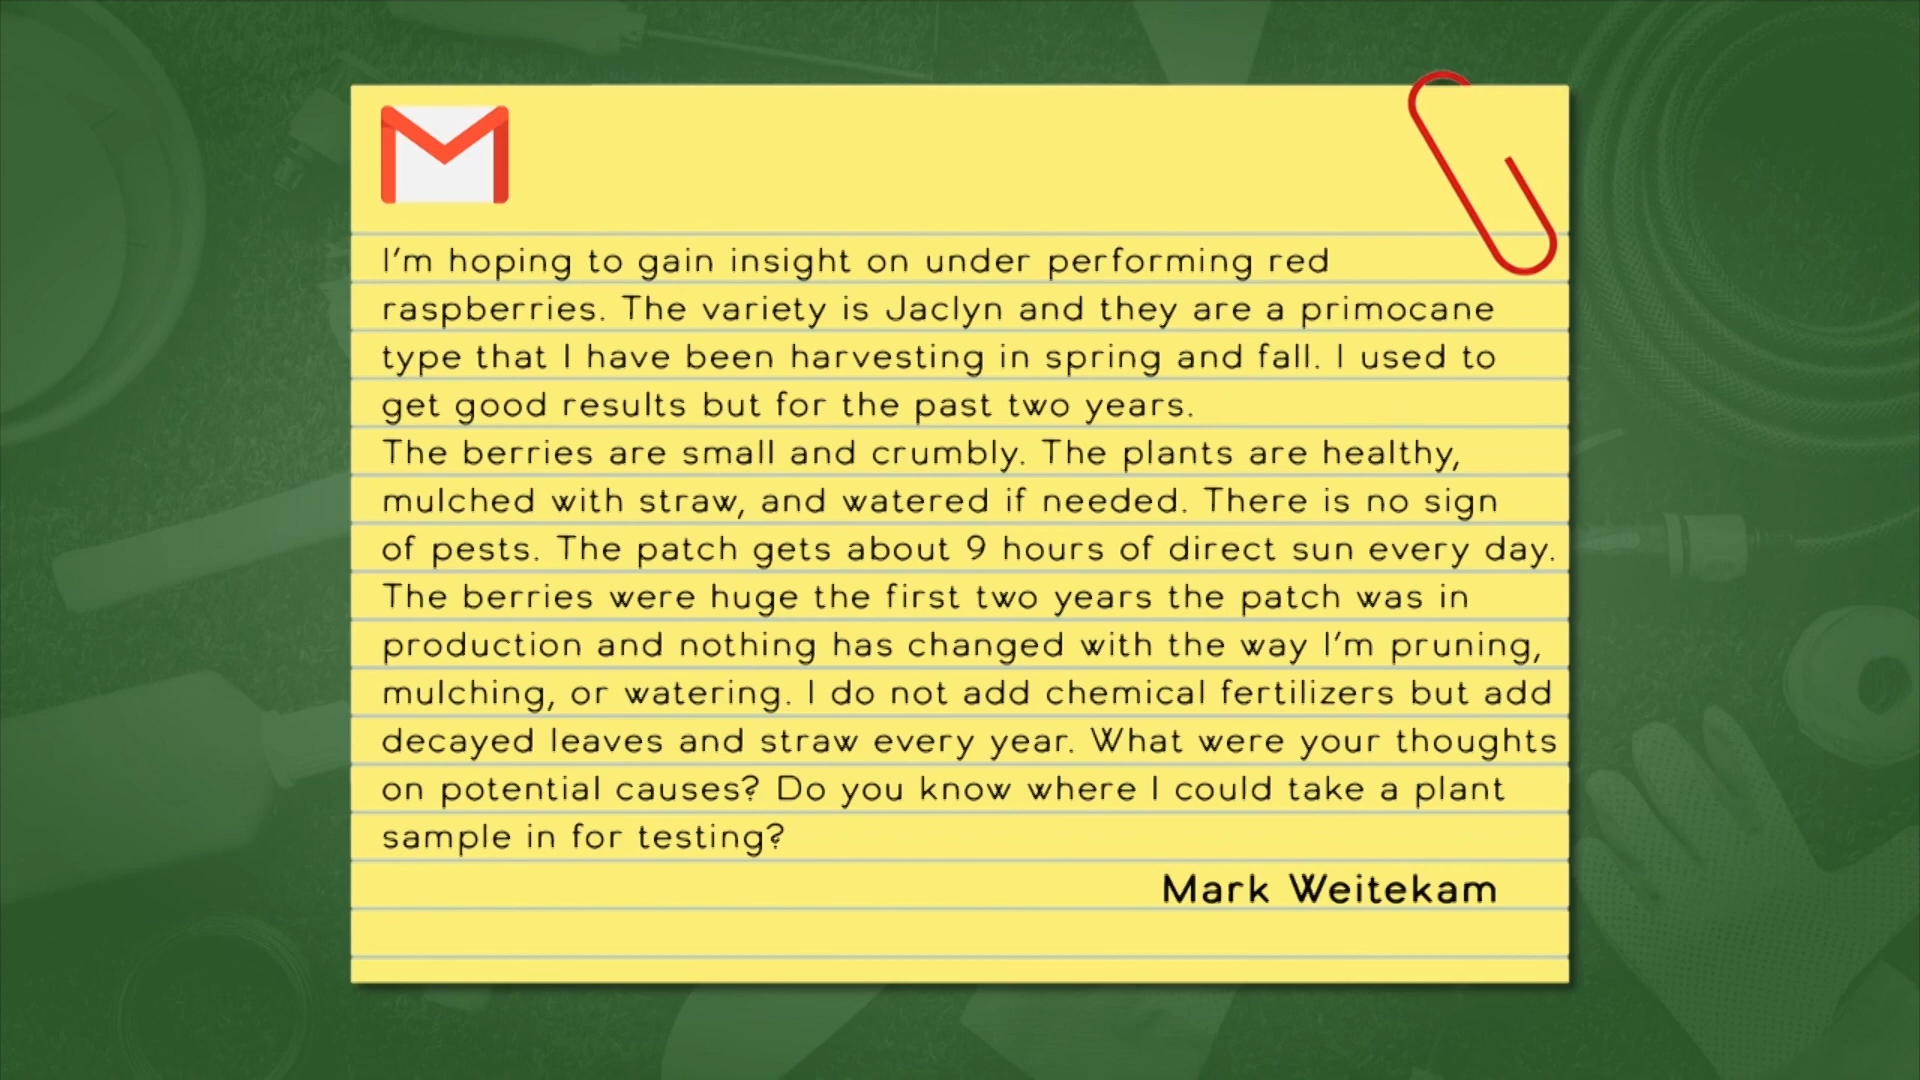 I'm hoping to gain insight on under performing red
raspberries. The variety is Jaclyn and they are a primocane
type that I have been harvesting in spring and fall. I used to
get good results but for the past two years.
The berries are small and crumbly. The plants are healthy,
mulched with straw, and watered if needed. There is no sign
of pests. The patch gets about 9 hours of direct sun every day.
The berries were huge the first two years the patch was in
production and nothing has changed with the way I'm pruning,
mulching, or watering. I do not add chemical fertilizers but add
decayed leaves and straw every year. What were your thoughts
on potential causes? Do you know where I could take a plant
sample in for testing?
Mark Weitekam